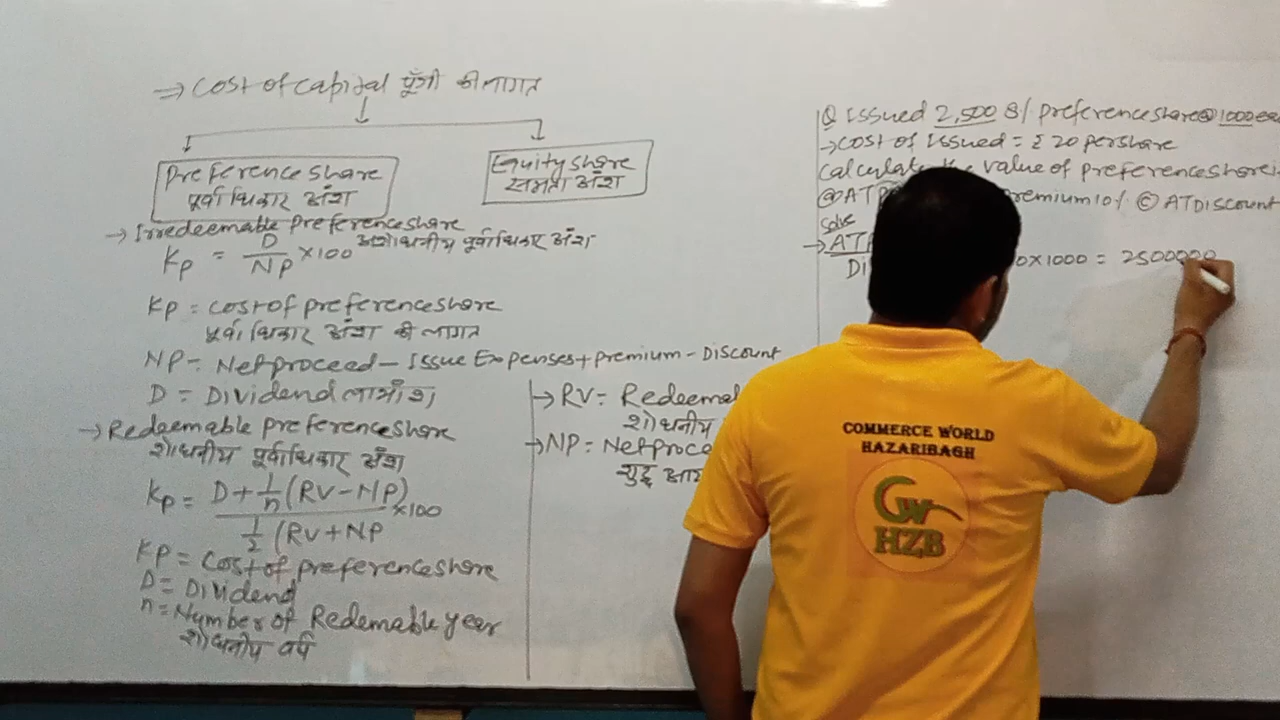 ⇒ Cost of capital पूँजी की लागत
Preference share
पूर्वाधिकार अंश
Equity share
समता अंश
→ Irredeemable Preference share
अशोधनीय पूर्वाधिकार अंश
Kp = D/NP ×100
Kp = cost of preference share
पूर्वाधिकार अंश की लागत
NP = Net proceed - Issue Expenses + premium - Discount
D = Dividend लाभांश
→ Redeemable preference share
शोधनीय पूर्वाधिकार अंश
Kp = D + 1/n (RV - NP) / 1/2 (RV + NP ×100
KP = Cost of preference share
D = Dividend
n = Number of Redemable year
शोधनीय वर्ष
→ RV = Redeemal
शोधनीय
→ NP = Net proce
शुद्ध
Q Issued 2,500 8% preference share @ 1000
→ Cost of Issued = ₹ 20 per share
Calculate value of preference share
@ AT remium 10% © AT Discount
Solve
→ AT
Di 0×1000 = 2500000
COMMERCE WORLD
HAZARIBAGH
CW
HZB